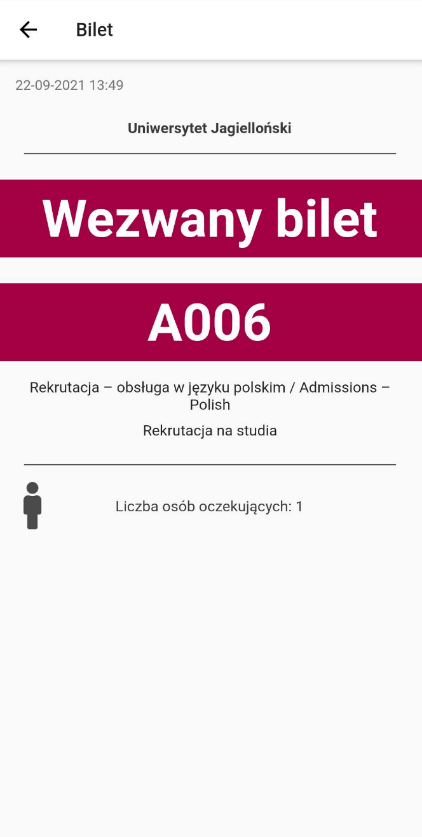 Bilet
22-09-2021 13:49
Uniwersytet Jagielloński
Wezwany bilet
A006
Rekrutacja – obsługa w języku polskim / Admissions –
Polish
Rekrutacja na studia
Liczba osób oczekujących: 1